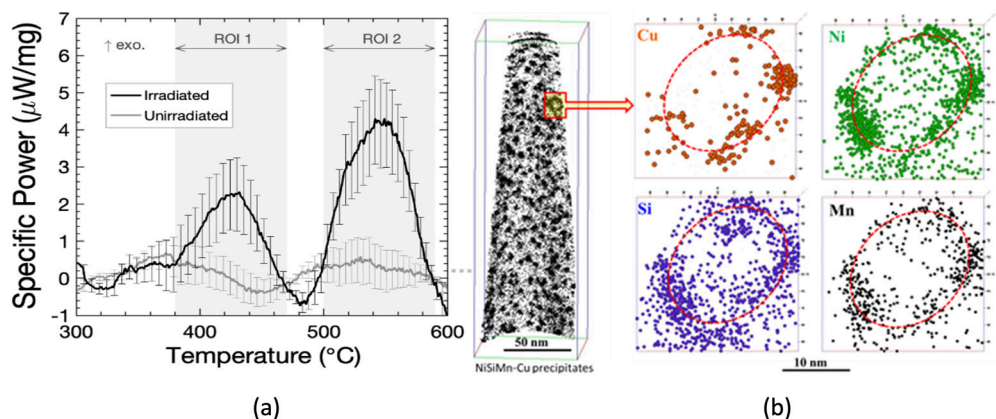 (a)
Specific Power (μW/mg)
7
6
5
4
3
2
1
0
-1
↑ exo.
ROI 1
ROI 2
Irradiated
Unirradiated
300
400
500
600
Temperature (°C)
50 nm
NiSiMn-Cu precipitates
Cu
Ni
Si
Mn
10 nm
(a)
(b)